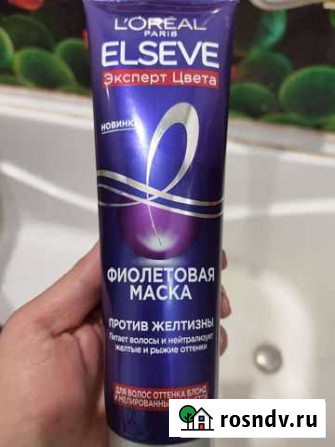 L'ORÉAL
PARIS
ELSEVE
Эксперт Цвета
НОВИНКА
ФИОЛЕТОВАЯ
МАСКА
ПРОТИВ ЖЕЛТИЗНЫ
Питает волосы и нейтрализует
желтые и рыжие оттенки
ДЛЯ ВОЛОС ОТТЕНКА БЛОНД
И МЕЛИРОВАННЫХ
rosndv.ru